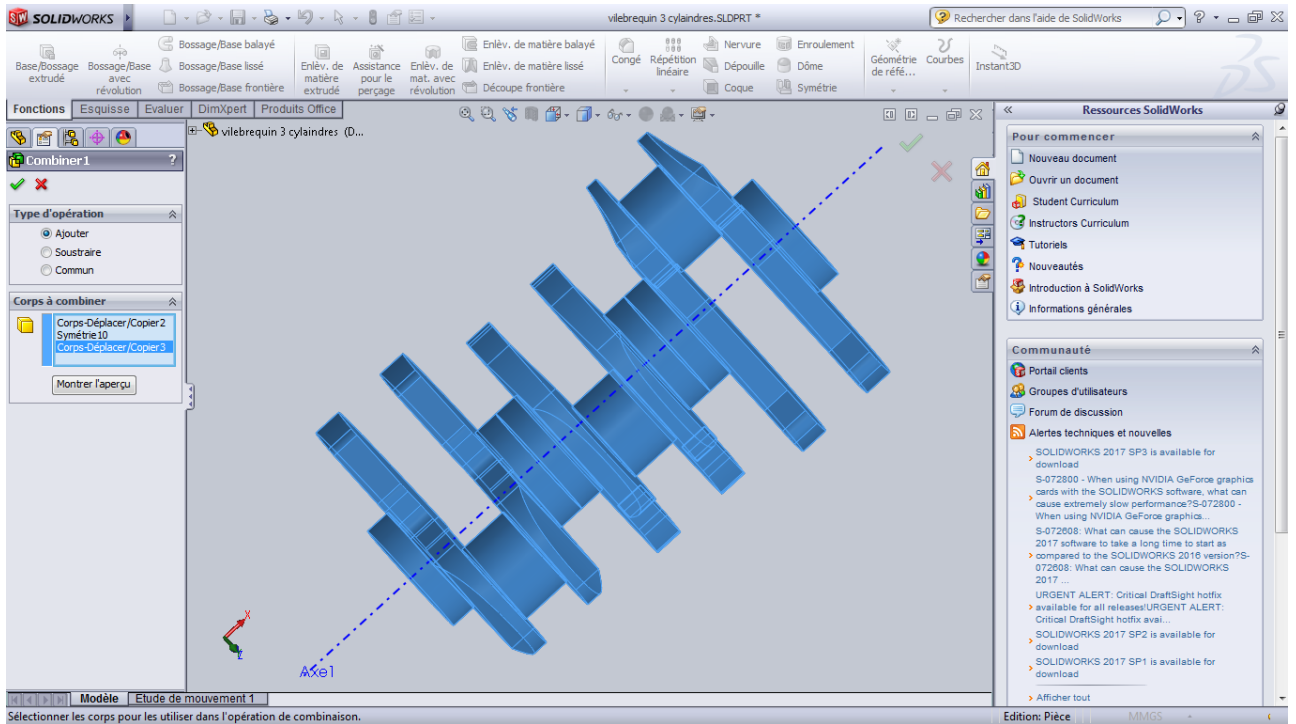 SOLIDWORKS
vilebrequin 3 cylaindres.SLDPRT *
Rechercher dans l'aide de SolidWorks
Base/Bossage extrudé
Bossage/Base avec révolution
Bossage/Base balayé
Bossage/Base lissé
Bossage/Base frontière
Enlèv. de matière extrudé
Assistance pour le perçage
Enlèv. de mat. avec révolution
Enlèv. de matière balayé
Enlèv. de matière lissé
Découpe frontière
Congé
Répétition linéaire
Nervure
Dépouille
Coque
Enroulement
Dôme
Symétrie
Géométrie de réfé...
Courbes
Instant3D
Fonctions Esquisse Evaluer DimXpert Produits Office
vilebrequin 3 cylaindres (D...
Combiner1 ?
Type d'opération
Ajouter
Soustraire
Commun
Corps à combiner
Corps-Déplacer/Copier2
Symétrie10
Corps-Déplacer/Copier3
Montrer l'aperçu
X
Z
Axe1
Ressources SolidWorks
Pour commencer
Nouveau document
Ouvrir un document
Student Curriculum
Instructors Curriculum
Tutoriels
Nouveautés
Introduction à SolidWorks
Informations générales
Communauté
Portail clients
Groupes d'utilisateurs
Forum de discussion
Alertes techniques et nouvelles
SOLIDWORKS 2017 SP3 is available for
download
S-072800 - When using NVIDIA GeForce graphics
cards with the SOLIDWORKS software, what can
cause extremely slow performance?S-072800 -
When using NVIDIA GeForce graphics...
S-072608: What can cause the SOLIDWORKS
2017 software to take a long time to start as
compared to the SOLIDWORKS 2016 version?S-
072608: What can cause the SOLIDWORKS
2017 ...
URGENT ALERT: Critical DraftSight hotfix
available for all releases!URGENT ALERT:
Critical DraftSight hotfix avai...
SOLIDWORKS 2017 SP2 is available for
download
SOLIDWORKS 2017 SP1 is available for
download
Afficher tout
Modèle Etude de mouvement 1
Sélectionner les corps pour les utiliser dans l'opération de combinaison.
Edition: Pièce
MMGS